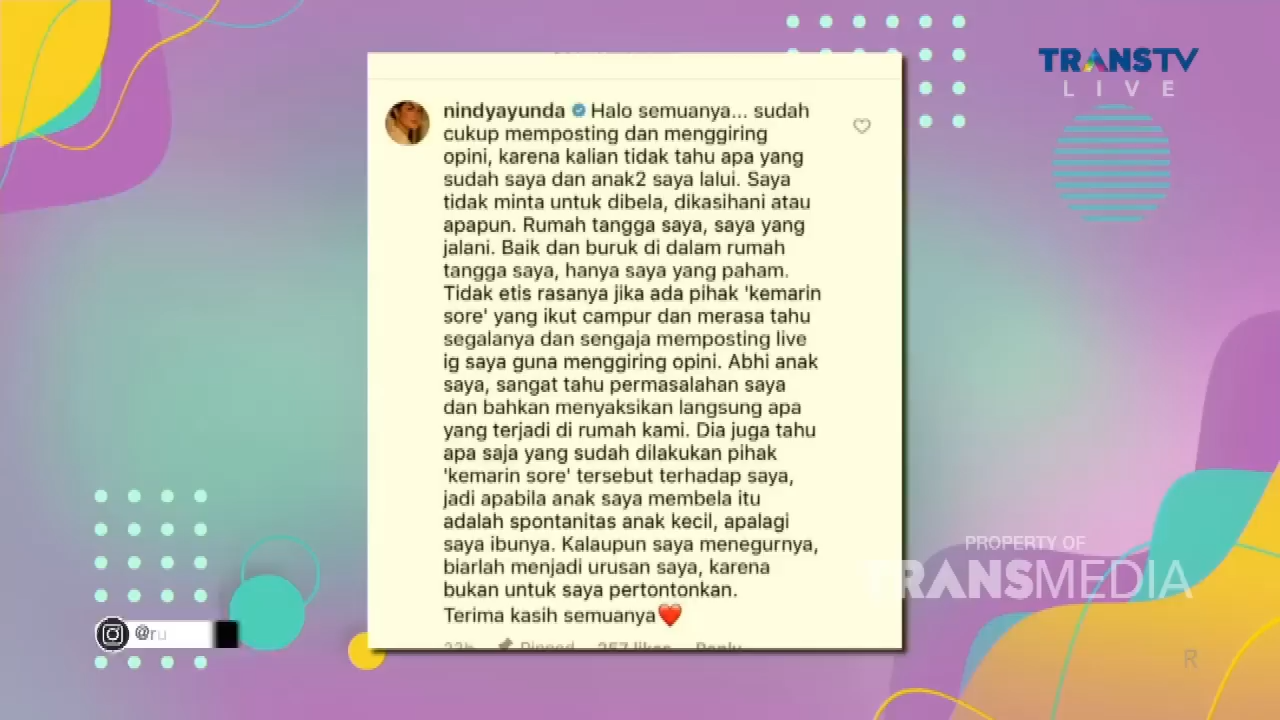 TRANSTV
LIVE
nindyayunda Halo semuanya... sudah
cukup memposting dan menggiring
opini, karena kalian tidak tahu apa yang
sudah saya dan anak2 saya lalui. Saya
tidak minta untuk dibela, dikasihani atau
apapun. Rumah tangga saya, saya yang
jalani. Baik dan buruk di dalam rumah
tangga saya, hanya saya yang paham.
Tidak etis rasanya jika ada pihak 'kemarin
sore' yang ikut campur dan merasa tahu
segalanya dan sengaja memposting live
ig saya guna menggiring opini. Abhi anak
saya, sangat tahu permasalahan saya
dan bahkan menyaksikan langsung apa
yang terjadi di rumah kami. Dia juga tahu
apa saja yang sudah dilakukan pihak
'kemarin sore' tersebut terhadap saya,
jadi apabila anak saya membela itu
adalah spontanitas anak kecil, apalagi
saya ibunya. Kalaupun saya menegurnya,
biarlah menjadi urusan saya, karena
bukan untuk saya pertontonkan.
Terima kasih semuanya❤️
Pinned Reply
PROPERTY OF
TRANSMEDIA
@ru
R